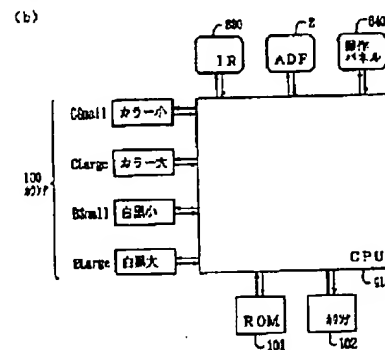 (b)
IR
2
ADF
640
操作
パネル
CSmall
カラー小
CLarge
カラー大
100
カウンタ
BSmall
白黒小
BLarge
白黒大
CPU
ROM
101
カウンタ
102